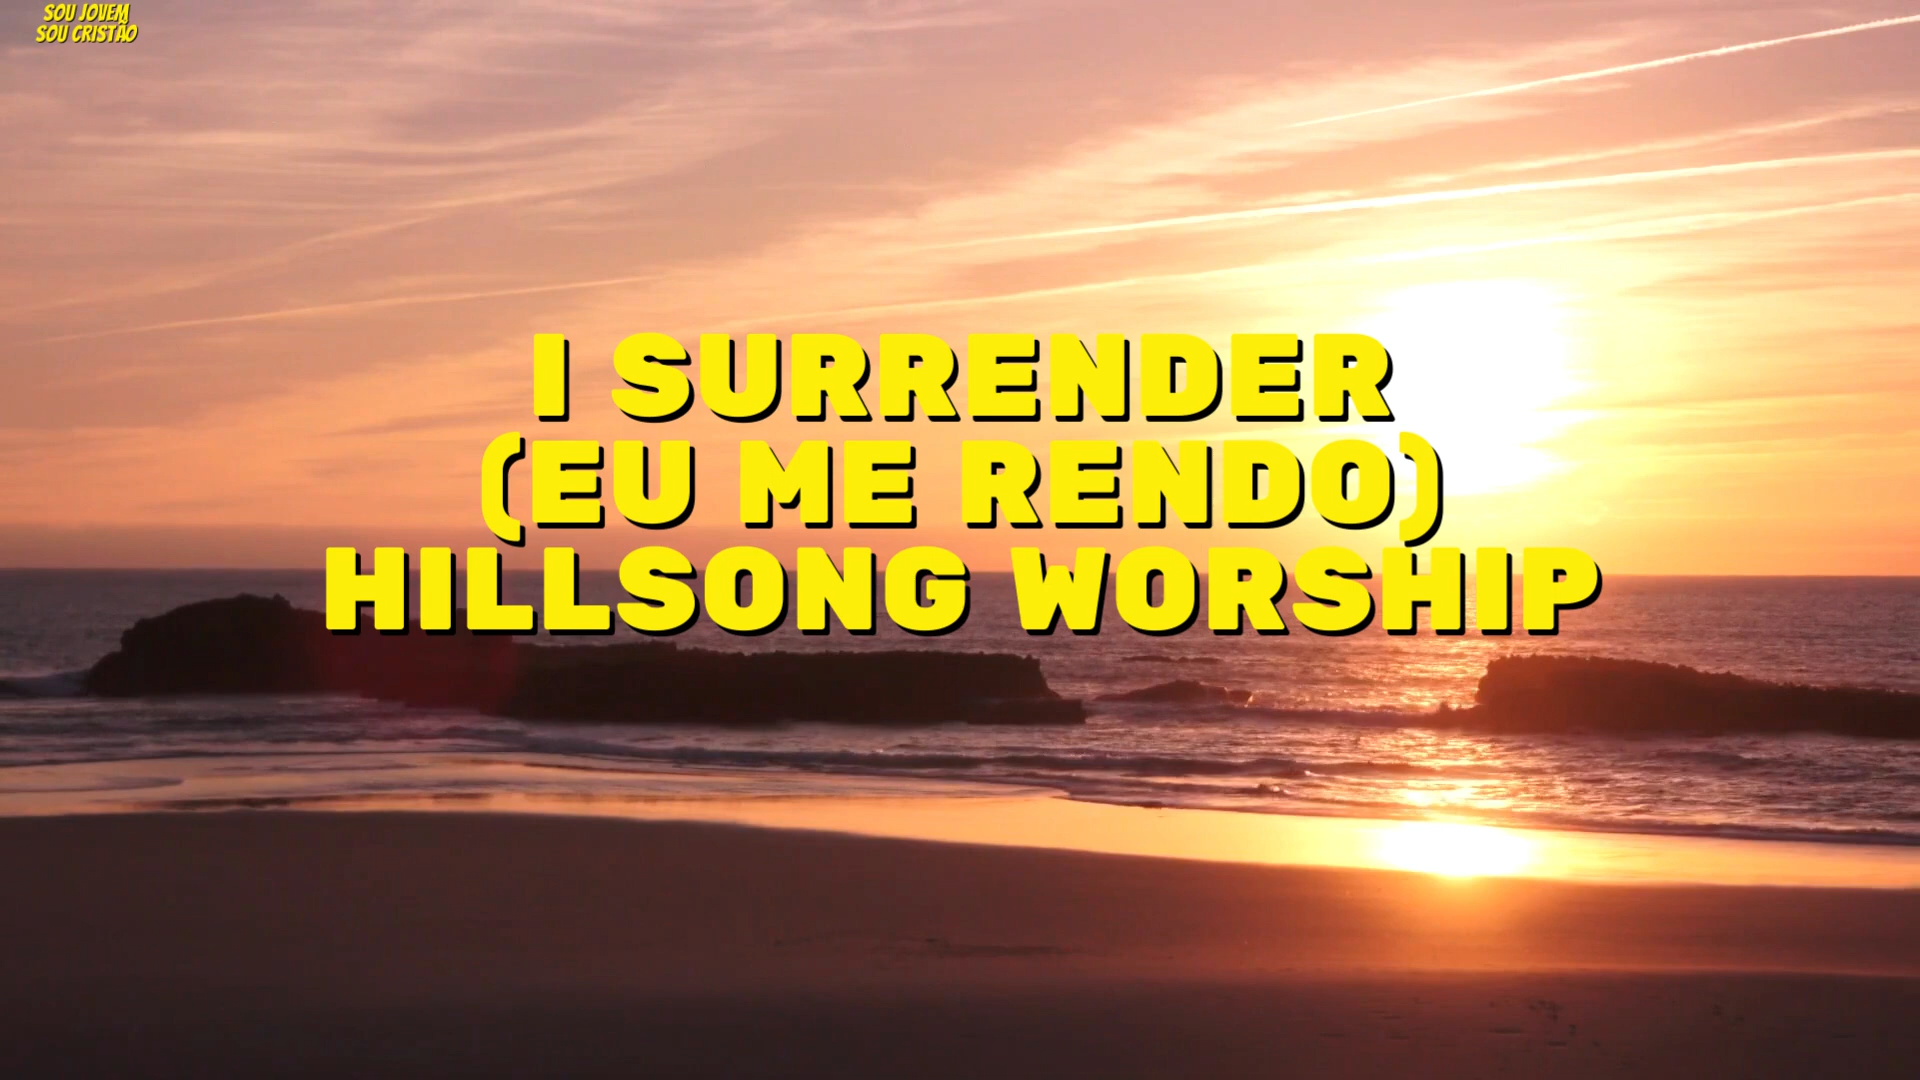 SOU JOVEM
SOU CRISTÃO
I SURRENDER
(EU ME RENDO)
HILLSONG WORSHIP